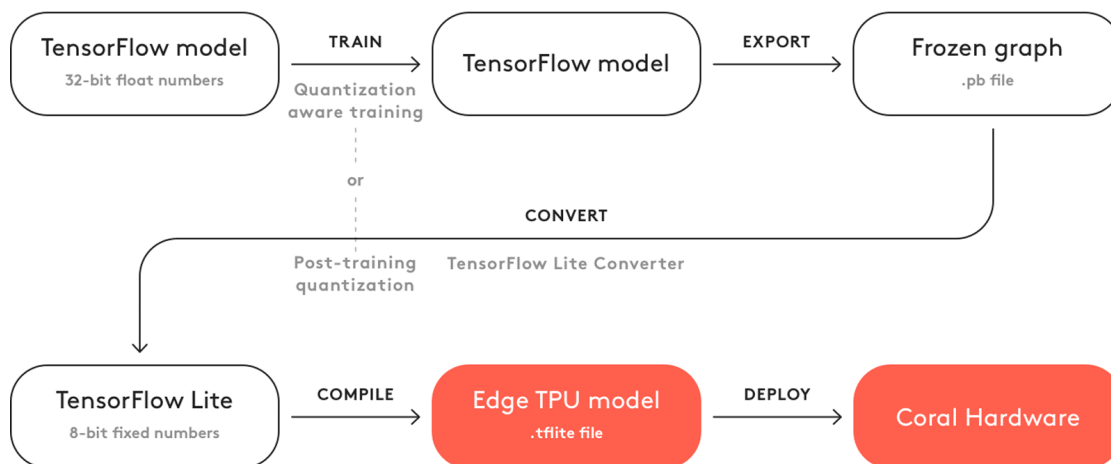 TensorFlow model
32-bit float numbers
TRAIN
Quantization
aware training
TensorFlow model
EXPORT
Frozen graph
.pb file
or
CONVERT
Post-training
quantization
TensorFlow Lite Converter
TensorFlow Lite
8-bit fixed numbers
COMPILE
Edge TPU model
.tflite file
DEPLOY
Coral Hardware